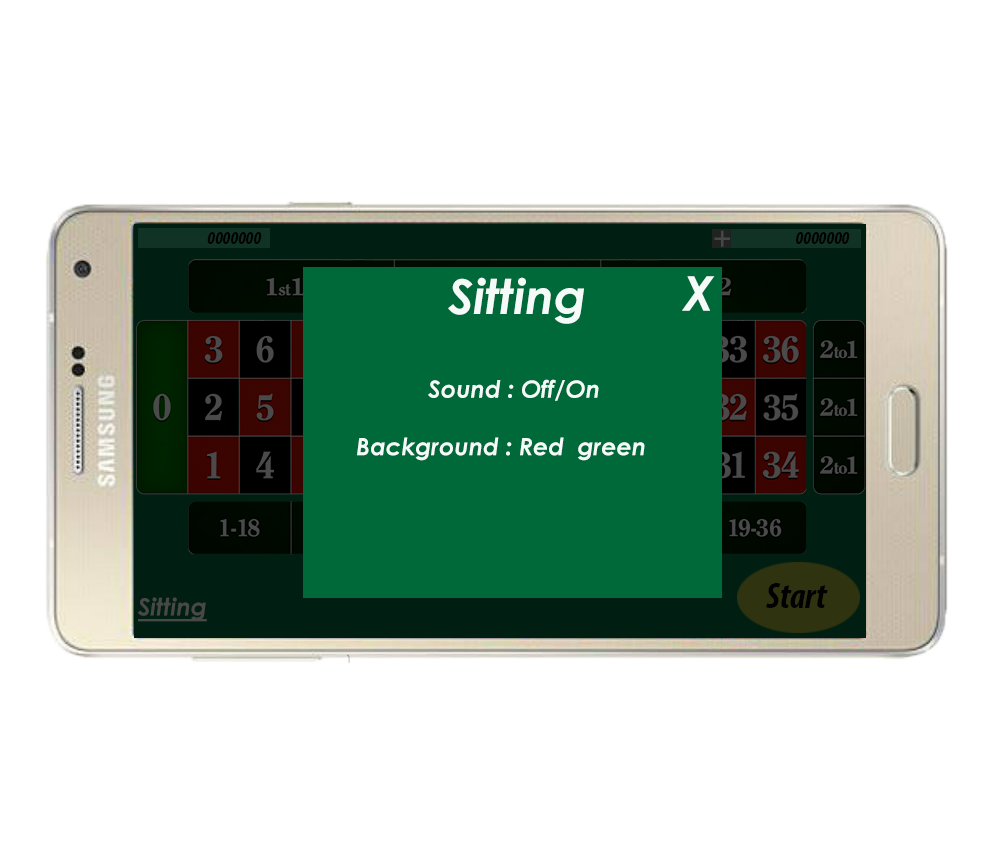 0000000
+ 0000000
1st1 2
Sitting X
3 6 33 36 2to1
Sound : Off/On
0 2 5 32 35 2to1
Background : Red green
1 4 31 34 2to1
1-18 19-36
Start
Sitting
SAMSUNG